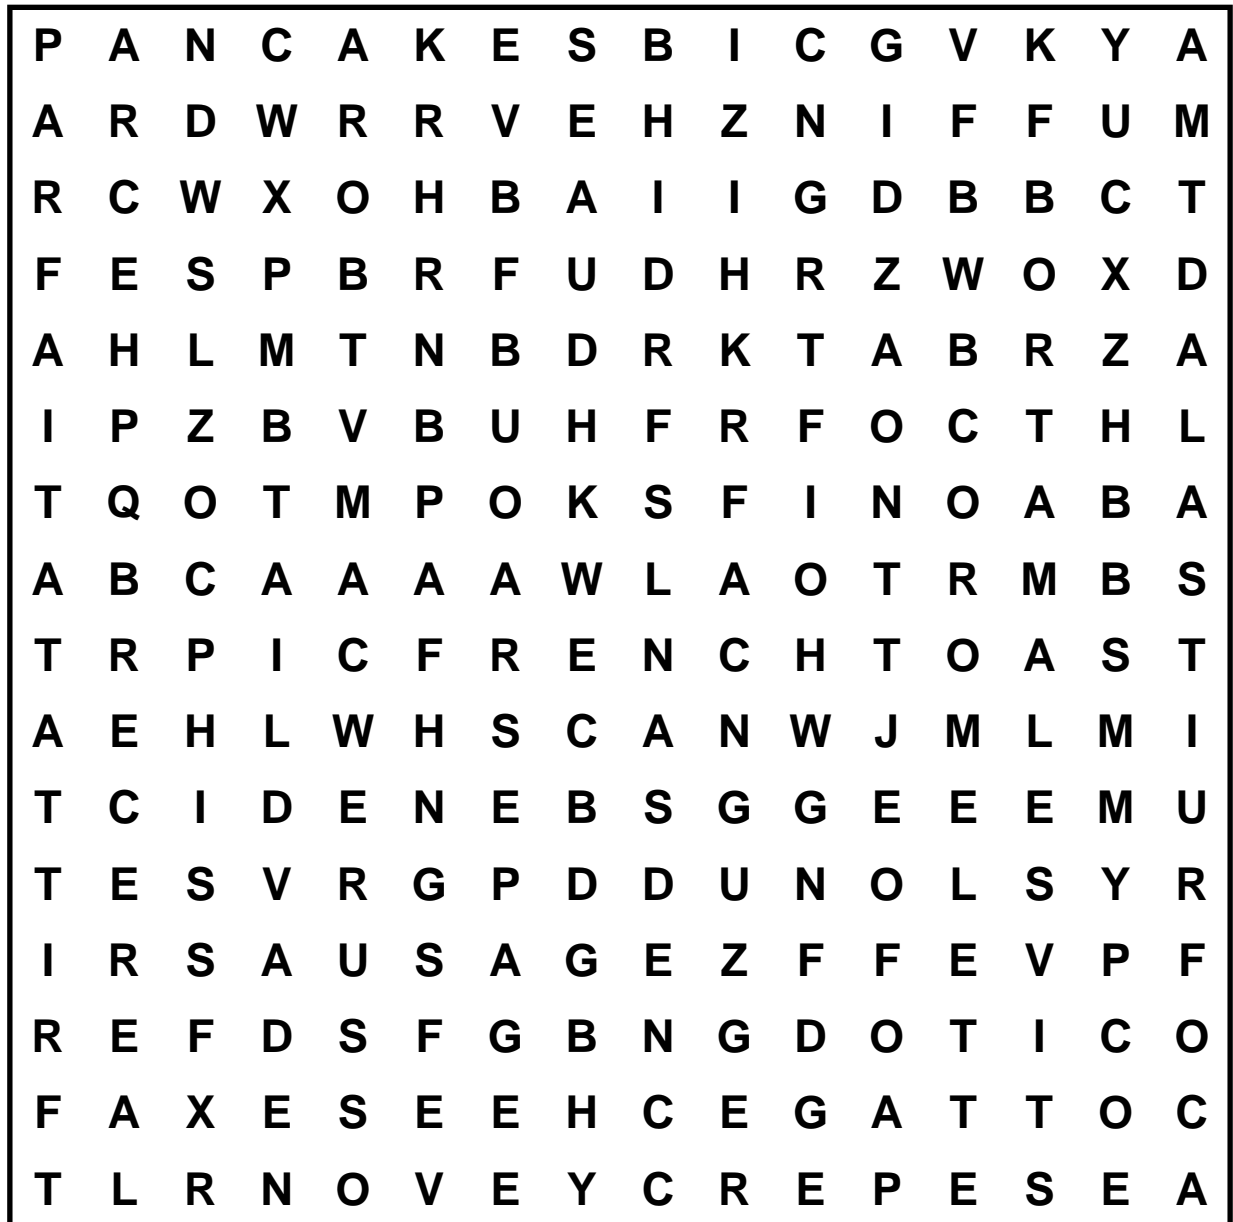 P A N C A K E S B I C G V K Y A
A R D W R R V E H Z N I F F U M
R C W X O H B A I I G D B B C T
F E S P B R F U D H R Z W O X D
A H L M T N B D R K T A B R Z A
I P Z B V B U H F R F O C T H L
T Q O T M P O K S F I N O A B A
A B C A A A A W L A O T R M B S
T R P I C F R E N C H T O A S T
A E H L W H S C A N W J M L M I
T C I D E N E B S G G E E E M U
T E S V R G P D D U N O L S Y R
I R S A U S A G E Z F F E V P F
R E F D S F G B N G D O T I C O
F A X E S E E H C E G A T T O C
T L R N O V E Y C R E P E S E A